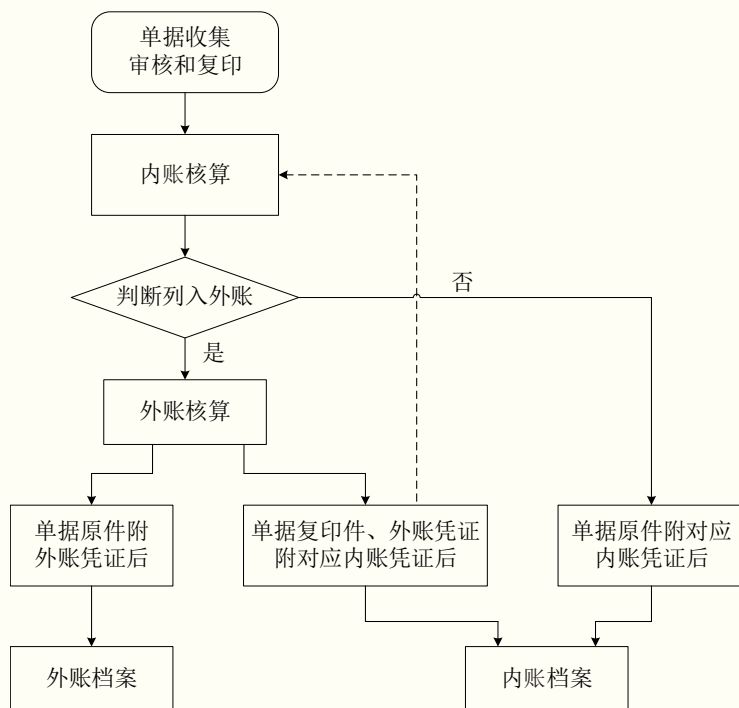 单据收集
审核和复印
内账核算
判断列入外账
否
是
外账核算
单据原件附
外账凭证后
单据复印件、外账凭证
附对应内账凭证后
单据原件附对应
内账凭证后
外账档案
内账档案